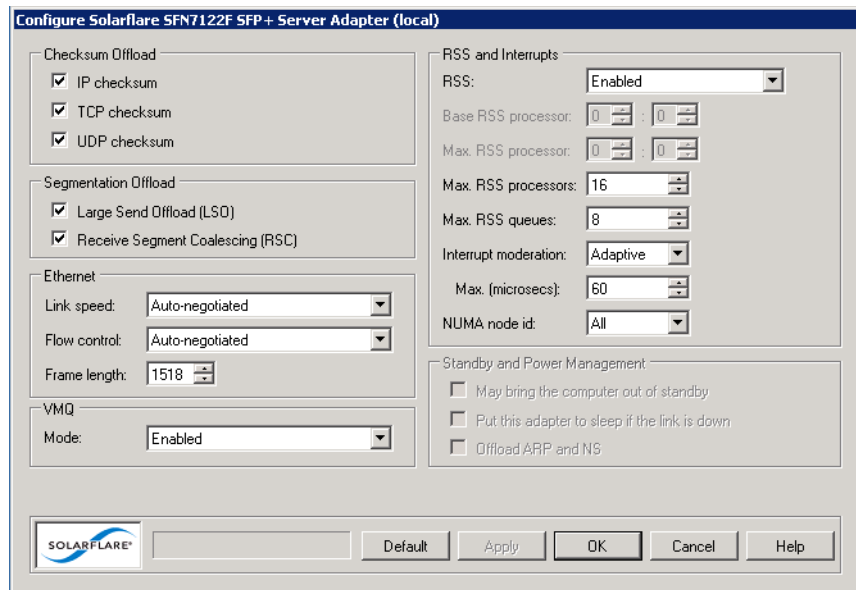 Configure Solarflare SFN7122F SFP+ Server Adapter (local)
Checksum Offload
IP checksum
TCP checksum
UDP checksum
Segmentation Offload
Large Send Offload (LSO)
Receive Segment Coalescing (RSC)
Ethernet
Link speed: Auto-negotiated
Flow control: Auto-negotiated
Frame length: 1518
VMQ
Mode: Enabled
RSS and Interrupts
RSS: Enabled
Base RSS processor: 0 : 0
Max. RSS processor: 0 : 0
Max. RSS processors: 16
Max. RSS queues: 8
Interrupt moderation: Adaptive
Max. (microsecs): 60
NUMA node id: All
Standby and Power Management
May bring the computer out of standby
Put this adapter to sleep if the link is down
Offload ARP and NS
SOLARFLARE®
Default Apply OK Cancel Help